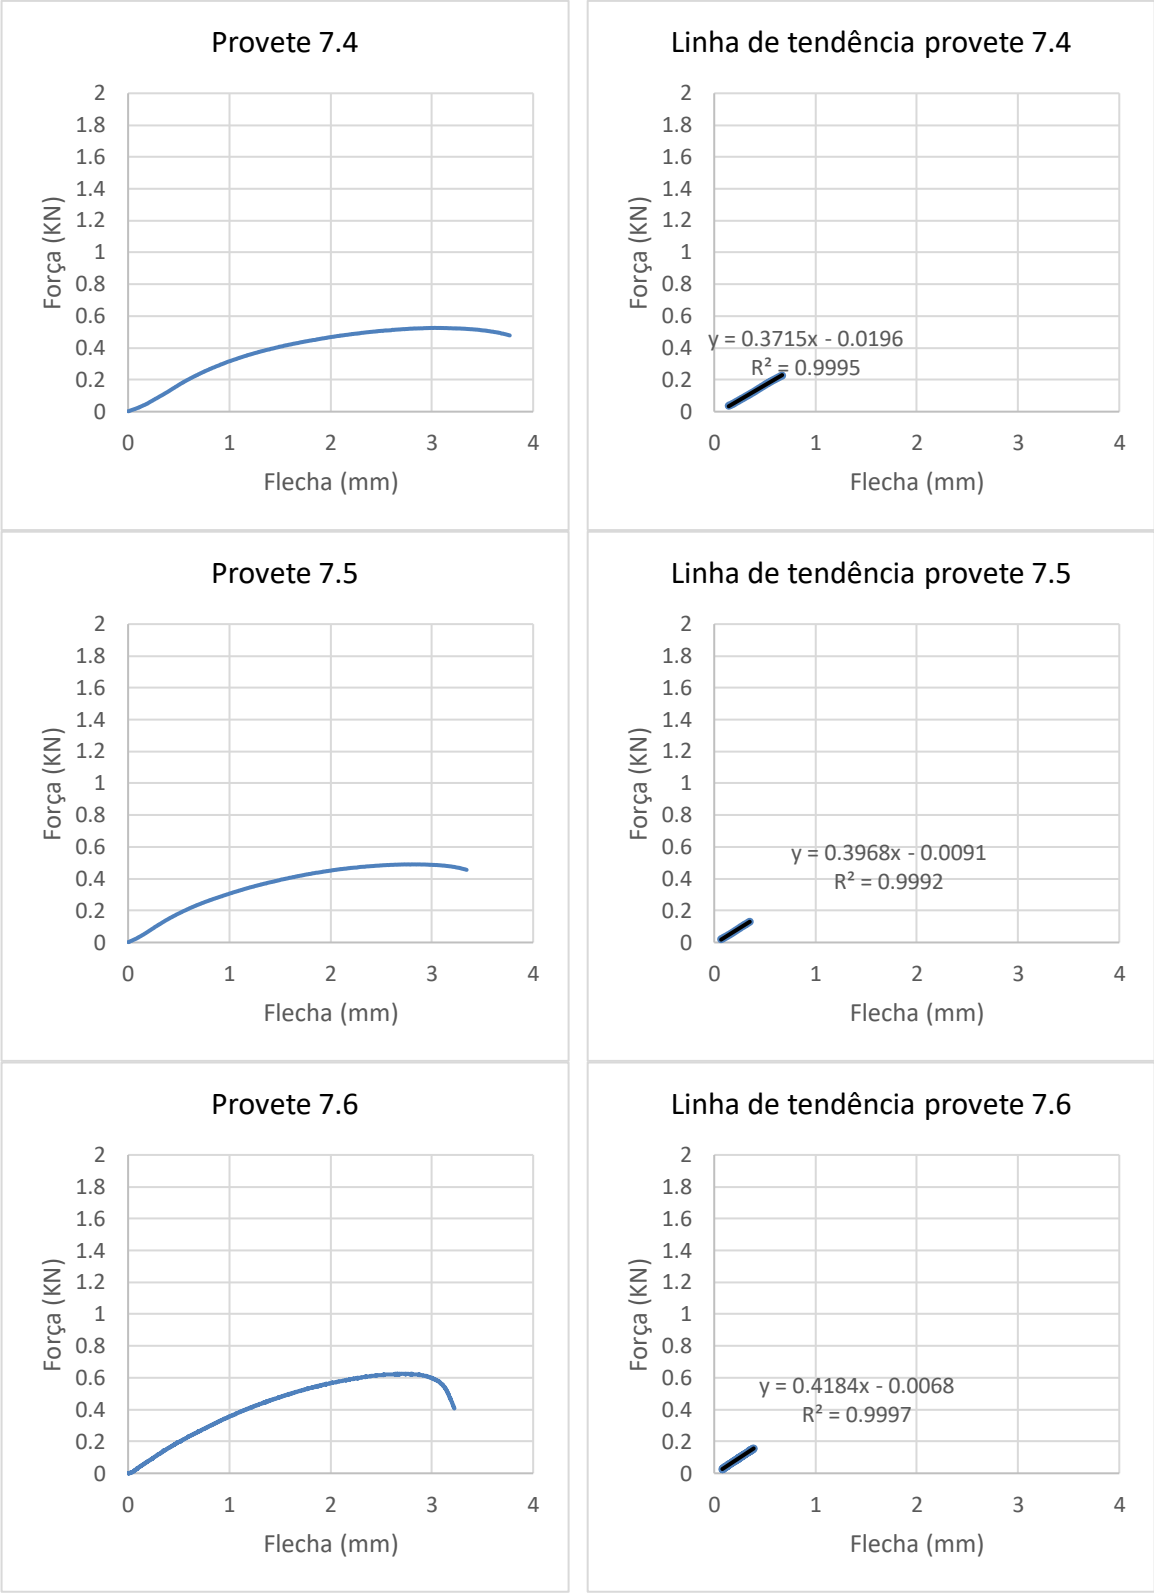 Provete 7.4
2
1.8
1.6
1.4
1.2
1
0.8
0.6
0.4
0.2
0
Força (KN)
0 1 2 3 4
Flecha (mm)
Linha de tendência provete 7.4
2
1.8
1.6
1.4
1.2
1
0.8
0.6
0.4
0.2
0
Força (KN)
y = 0.3715x - 0.0196
R² = 0.9995
0 1 2 3 4
Flecha (mm)
Provete 7.5
2
1.8
1.6
1.4
1.2
1
0.8
0.6
0.4
0.2
0
Força (KN)
0 1 2 3 4
Flecha (mm)
Linha de tendência provete 7.5
2
1.8
1.6
1.4
1.2
1
0.8
0.6
0.4
0.2
0
Força (KN)
y = 0.3968x - 0.0091
R² = 0.9992
0 1 2 3 4
Flecha (mm)
Provete 7.6
2
1.8
1.6
1.4
1.2
1
0.8
0.6
0.4
0.2
0
Força (KN)
0 1 2 3 4
Flecha (mm)
Linha de tendência provete 7.6
2
1.8
1.6
1.4
1.2
1
0.8
0.6
0.4
0.2
0
Força (KN)
y = 0.4184x - 0.0068
R² = 0.9997
0 1 2 3 4
Flecha (mm)